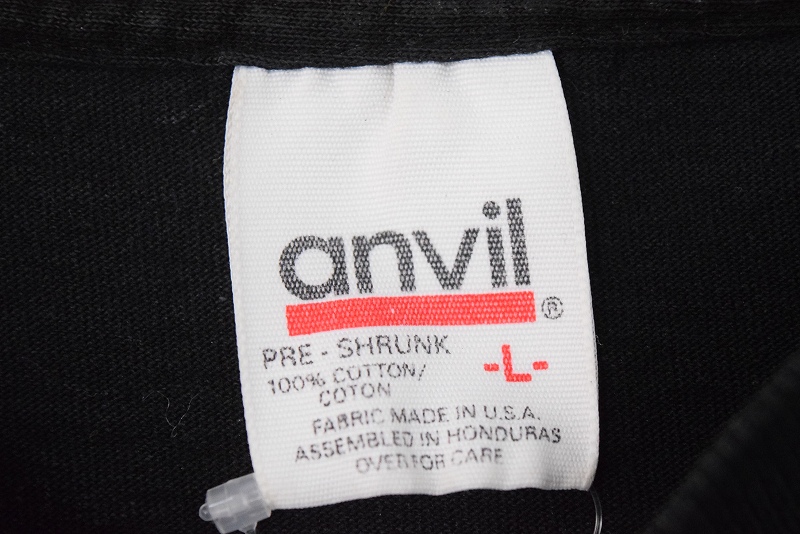 anvil®
PRE - SHRUNK
-L-
100% COTTON/
COTON
FABRIC MADE IN U.S.A.
ASSEMBLED IN HONDURAS
OVER FOR CARE